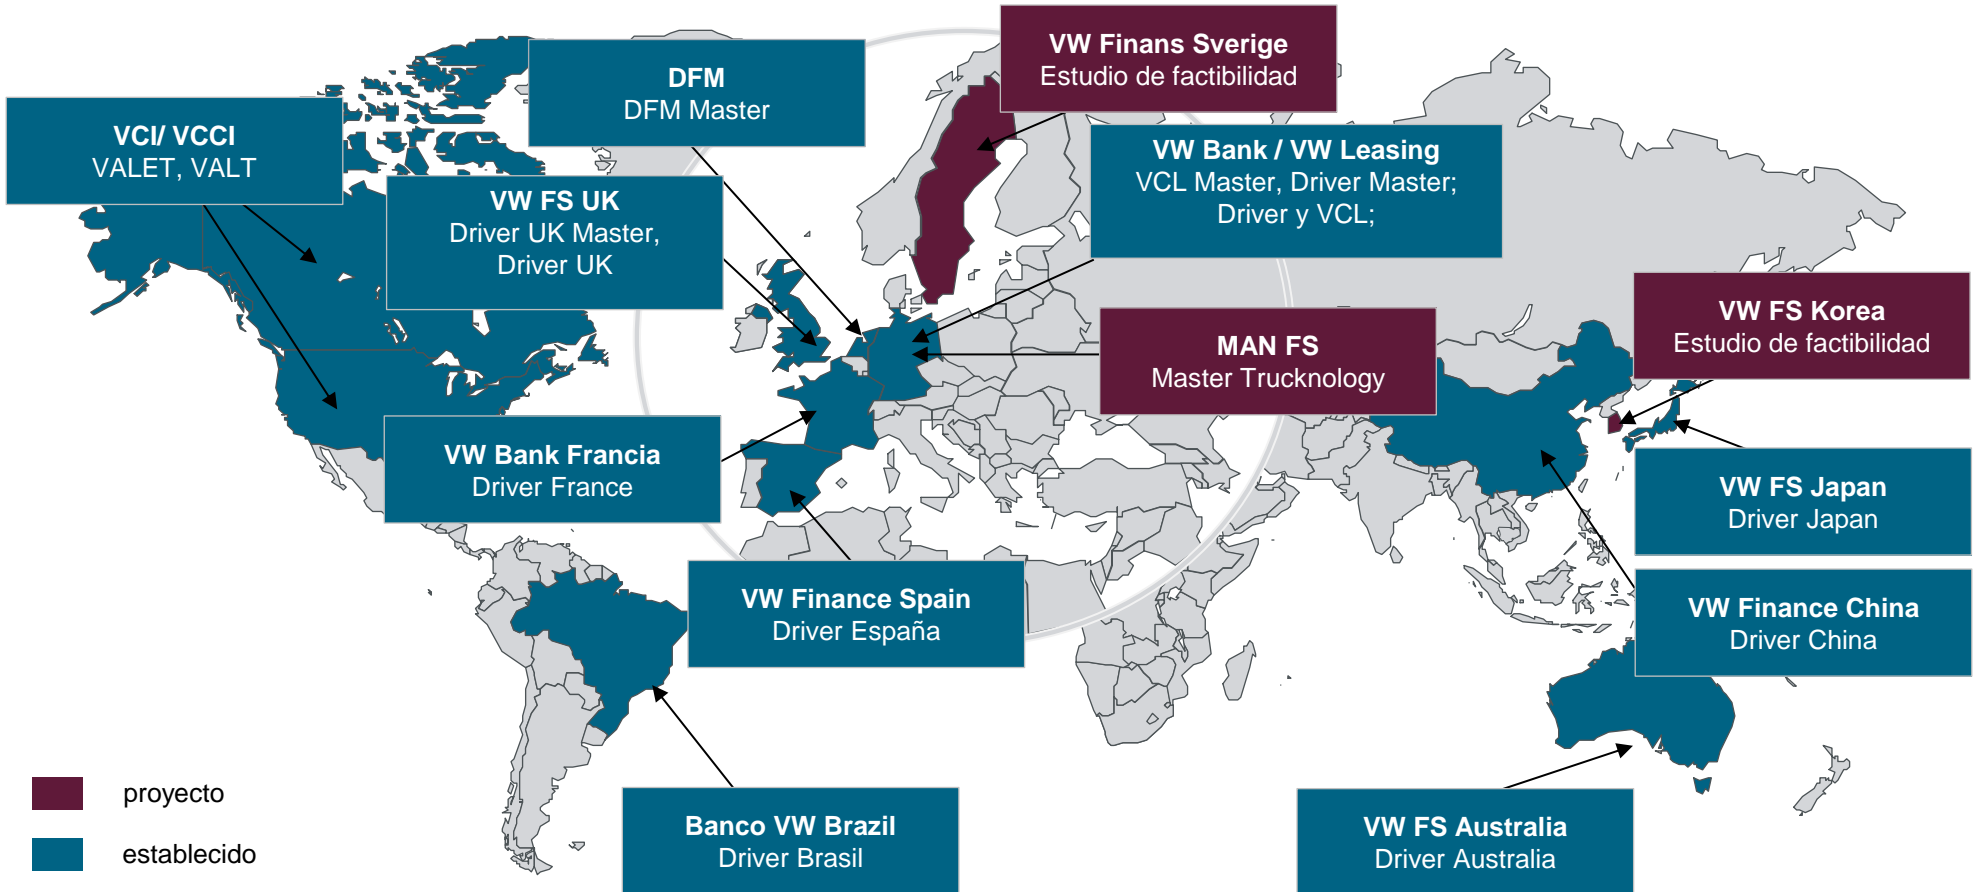 VW Finans Sverige
Estudio de factibilidad
DFM
DFM Master
VCI/ VCCI
VALET, VALT
VW Bank / VW Leasing
VCL Master, Driver Master;
Driver y VCL;
VW FS UK
Driver UK Master,
Driver UK
VW FS Korea
Estudio de factibilidad
MAN FS
Master Trucknology
VW Bank Francia
Driver France
VW FS Japan
Driver Japan
VW Finance Spain
Driver España
VW Finance China
Driver China
proyecto
establecido
Banco VW Brazil
Driver Brasil
VW FS Australia
Driver Australia